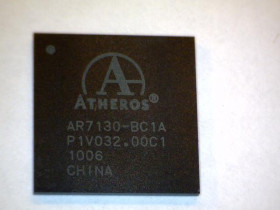 ATHEROS®
AR7130-BC1A
P1V032.00C1
1006
CHINA